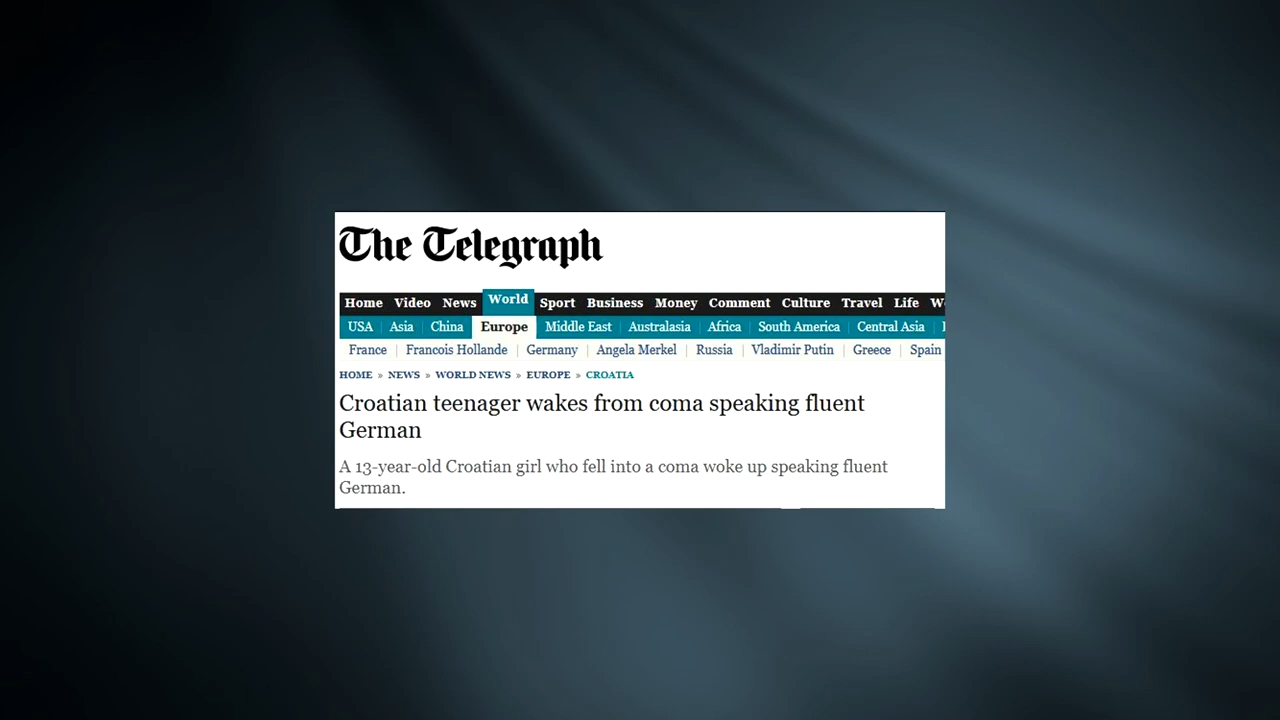 The Telegraph
Home Video News World Sport Business Money Comment Culture Travel Life
USA Asia China Europe Middle East Australasia Africa South America Central Asia
France Francois Hollande Germany Angela Merkel Russia Vladimir Putin Greece Spain
HOME » NEWS » WORLD NEWS » EUROPE » CROATIA
Croatian teenager wakes from coma speaking fluent
German
A 13-year-old Croatian girl who fell into a coma woke up speaking fluent
German.